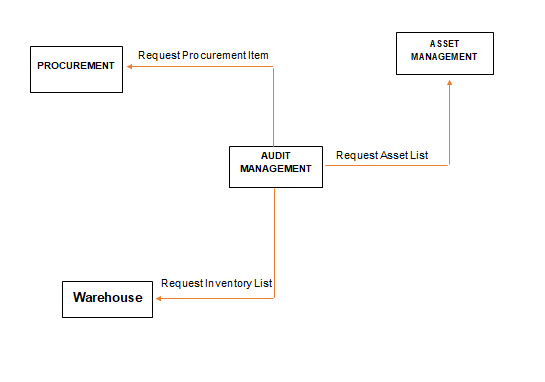 Request Procurement Item
ASSET
MANAGEMENT
PROCUREMENT
AUDIT
MANAGEMENT
Request Asset List
Request Inventory List
Warehouse